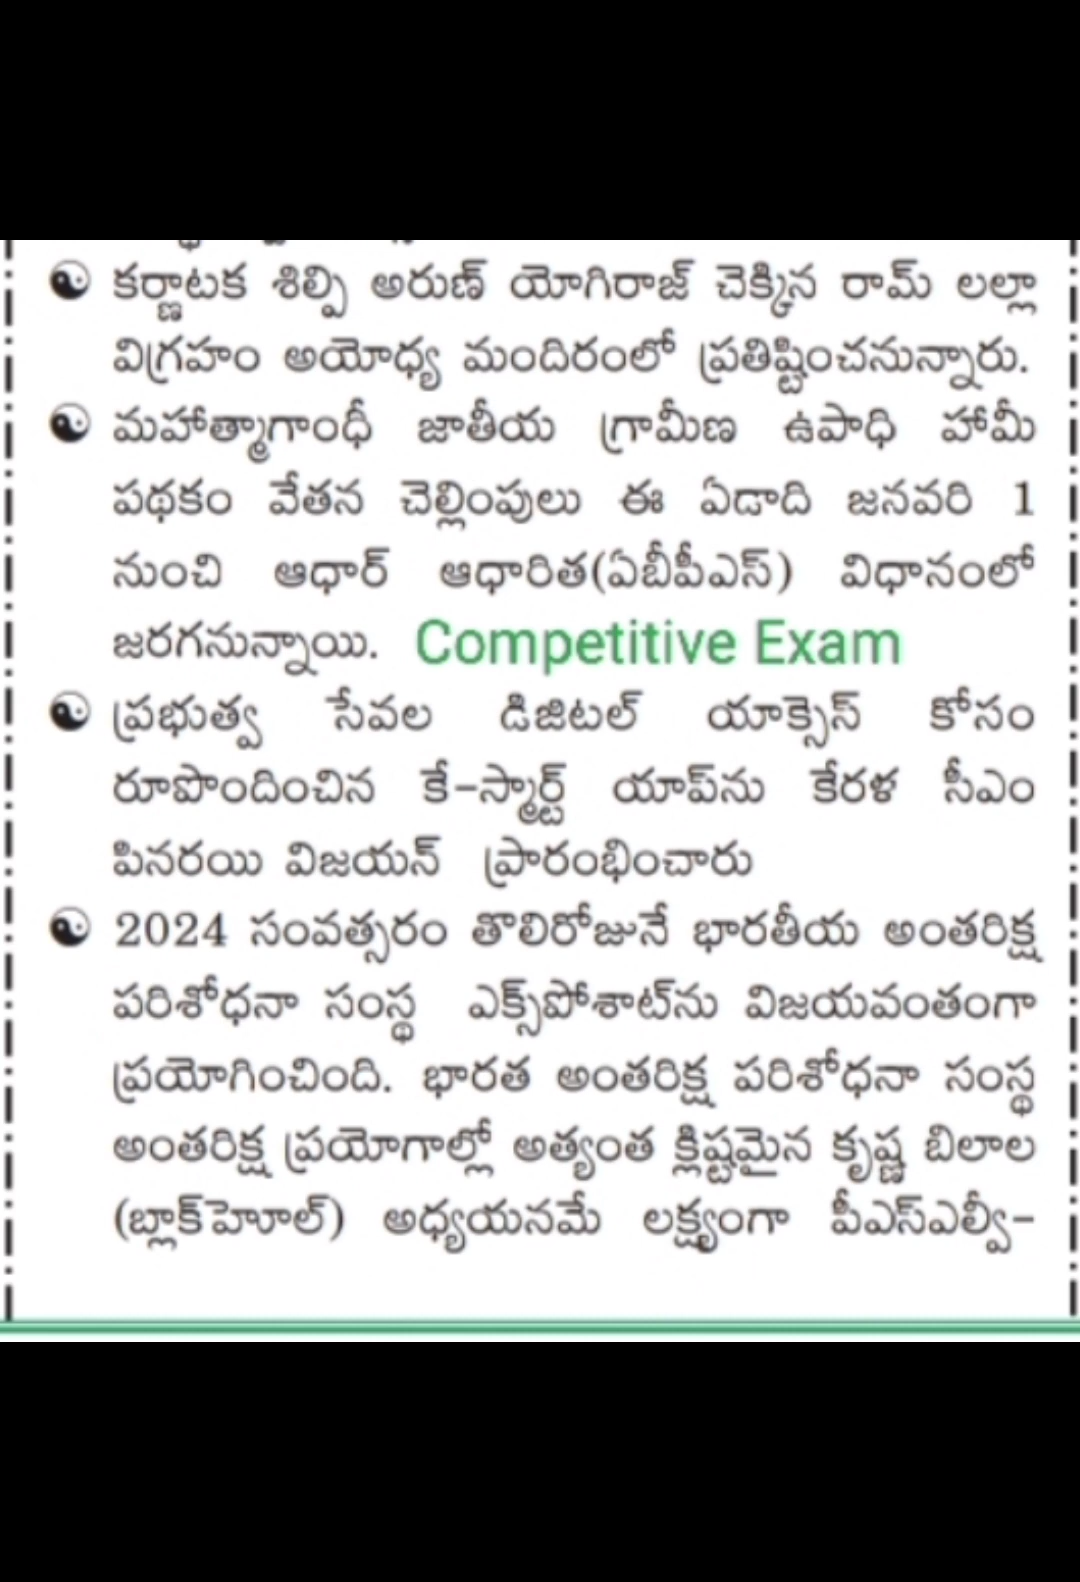 కర్ణాటక శిల్పి అరుణ్ యోగిరాజ్ చెక్కిన రామ్ లల్లా
విగ్రహం అయోధ్య మందిరంలో ప్రతిష్టించనున్నారు.
మహాత్మాగాంధీ జాతీయ గ్రామీణ ఉపాధి హామీ
పథకం వేతన చెల్లింపులు ఈ ఏడాది జనవరి 1
నుంచి ఆధార్ ఆధారిత(ఏబీపీఎస్) విధానంలో
జరగనున్నాయి. Competitive Exam
ప్రభుత్వ సేవల డిజిటల్ యాక్సెస్ కోసం
రూపొందించిన కే-స్మార్ట్ యాప్‌ను కేరళ సీఎం
పినరయి విజయన్ ప్రారంభించారు
2024 సంవత్సరం తొలిరోజునే భారతీయ అంతరిక్ష
పరిశోధనా సంస్థ ఎక్స్‌పోశాట్‌ను విజయవంతంగా
ప్రయోగించింది. భారత అంతరిక్ష పరిశోధనా సంస్థ
అంతరిక్ష ప్రయోగాల్లో అత్యంత క్లిష్టమైన కృష్ణ బిలాల
(బ్లాక్‌హెూల్) అధ్యయనమే లక్ష్యంగా పీఎస్ఎల్వీ-